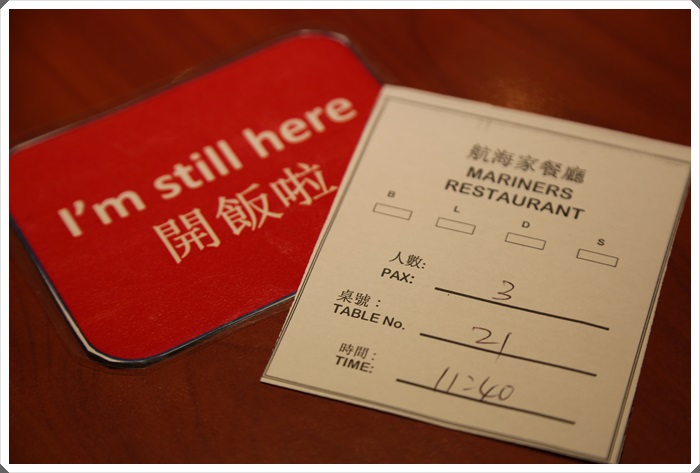 I'm still here
開飯啦
航海家餐廳
MARINERS
RESTAURANT
B L D S
人數:
PAX: 3
桌號:
TABLE No. 21
時間:
TIME: 11:40